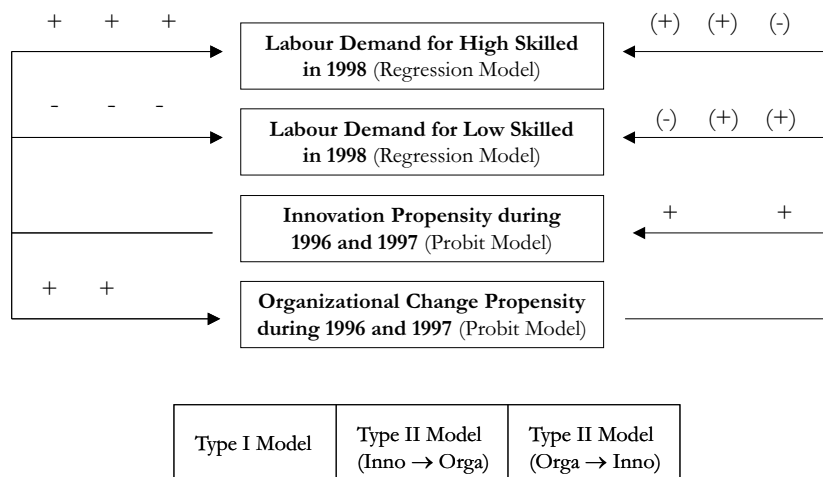 + + +
Labour Demand for High Skilled
in 1998 (Regression Model)
(+) (+) (-)
- - -
Labour Demand for Low Skilled
in 1998 (Regression Model)
(-) (+) (+)
Innovation Propensity during
1996 and 1997 (Probit Model)
+ +
+ +
Organizational Change Propensity
during 1996 and 1997 (Probit Model)
Type I Model
Type II Model
(Inno → Orga)
Type II Model
(Orga → Inno)